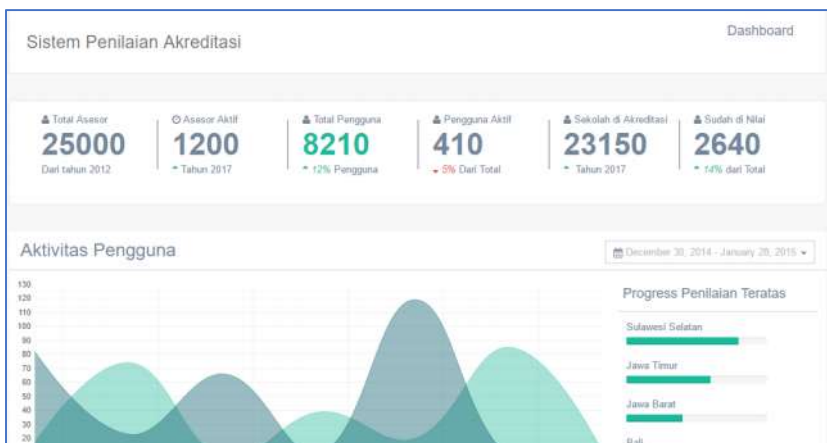 Sistem Penilaian Akreditasi
Dashboard
Total Asesor
25000
Dari tahun 2012
Asesor Aktif
1200
Tahun 2017
Total Pengguna
8210
12% Pengguna
Pengguna Aktif
410
5% Dari Total
Sekolah di Akreditasi
23150
Tahun 2017
Sudah di Nilai
2640
14% dari Total
Aktivitas Pengguna
December 30, 2014 - January 28, 2015
130
120
110
100
90
80
70
60
50
40
30
20
Progress Penilaian Teratas
Sulawesi Selatan
Jawa Timur
Jawa Barat
Bali